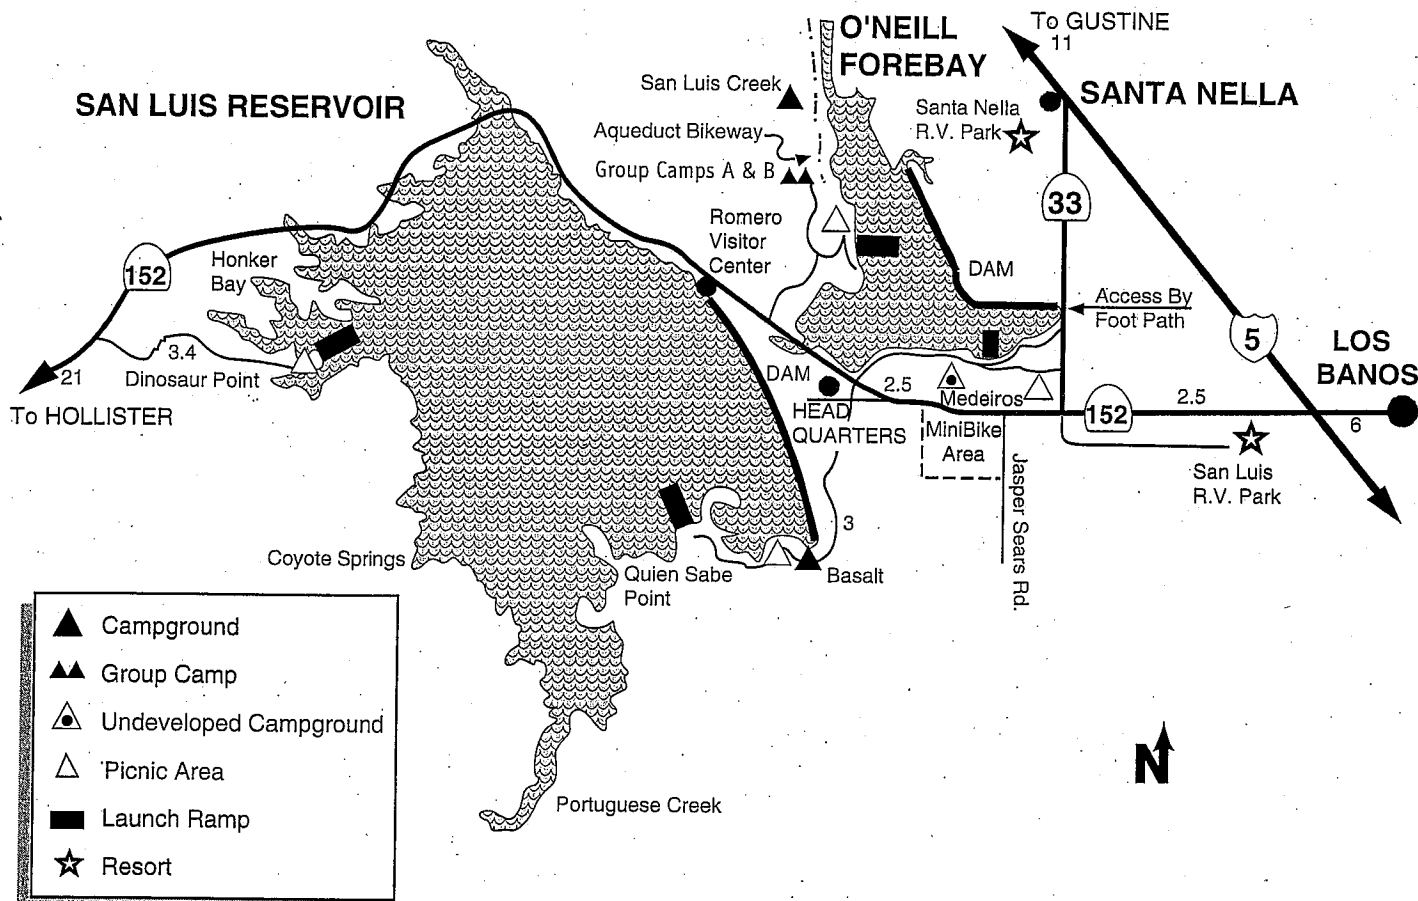 O'NEILL
FOREBAY
To GUSTINE
11
SAN LUIS RESERVOIR
San Luis Creek
SANTA NELLA
Santa Nella
R.V. Park
Aqueduct Bikeway
Group Camps A & B
33
Romero
Visitor
Center
152
Honker
Bay
DAM
Access By
Foot Path
5
LOS
BANOS
3.4
21
Dinosaur Point
To HOLLISTER
DAM
2.5
Medeiros
HEAD
QUARTERS
152
2.5
6
MiniBike
Area
Jasper Sears Rd.
San Luis
R.V. Park
3
Coyote Springs
Quien Sabe
Point
Basalt
Portuguese Creek
N
Campground
Group Camp
Undeveloped Campground
Picnic Area
Launch Ramp
Resort